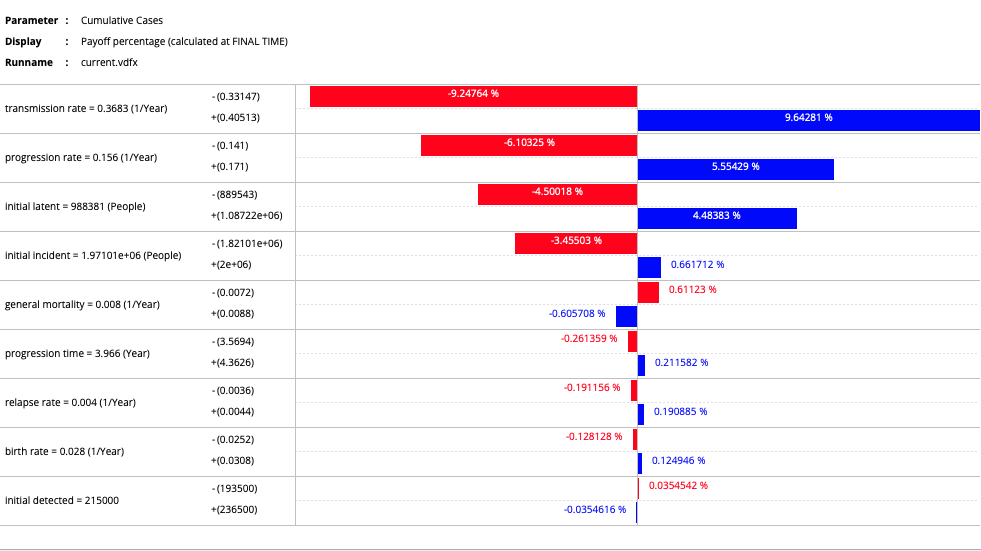 Parameter : Cumulative Cases
Display : Payoff percentage (calculated at FINAL TIME)
Runname : current.vdfx
transmission rate = 0.3683 (1/Year)
- (0.33147)
-9.24764 %
+(0.40513)
9.64281 %
progression rate = 0.156 (1/Year)
- (0.141)
-6.10325 %
+(0.171)
5.55429 %
initial latent = 988381 (People)
- (889543)
-4.50018 %
+(1.08722e+06)
4.48383 %
initial incident = 1.97101e+06 (People)
- (1.82101e+06)
-3.45503 %
+(2e+06)
0.661712 %
general mortality = 0.008 (1/Year)
- (0.0072)
0.61123 %
+(0.0088)
-0.605708 %
progression time = 3.966 (Year)
- (3.5694)
-0.261359 %
+(4.3626)
0.211582 %
relapse rate = 0.004 (1/Year)
- (0.0036)
-0.191156 %
+(0.0044)
0.190885 %
birth rate = 0.028 (1/Year)
- (0.0252)
-0.128128 %
+(0.0308)
0.124946 %
initial detected = 215000
- (193500)
0.0354542 %
+(236500)
-0.0354616 %